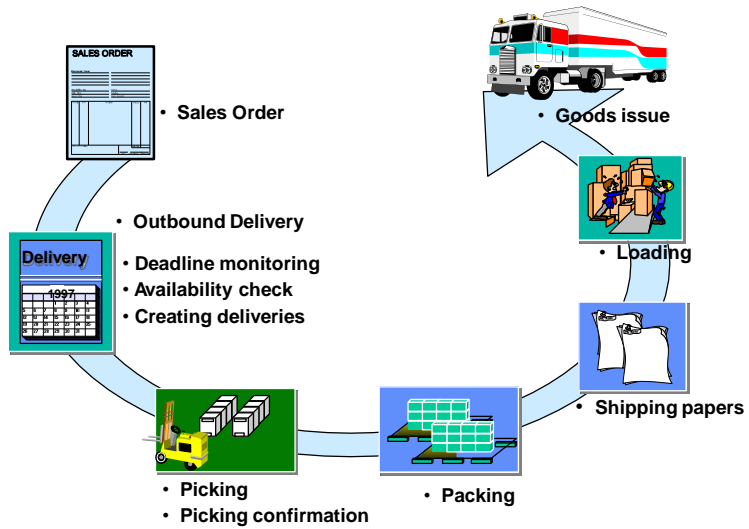 SALES ORDER
• Sales Order
• Goods issue
• Outbound Delivery
Delivery
• Deadline monitoring
1997
• Availability check
• Creating deliveries
• Loading
• Shipping papers
• Picking
• Picking confirmation
• Packing